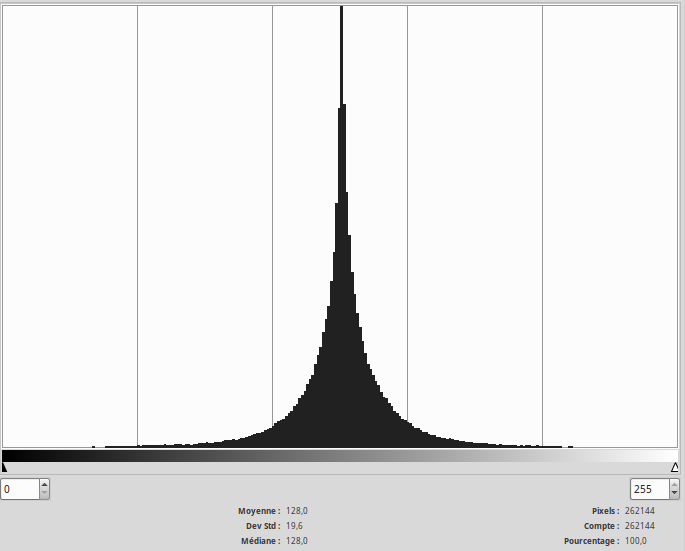 0 255
Moyenne : 128,0 Pixels : 262144
Dev Std : 19,6 Compte : 262144
Médiane : 128,0 Pourcentage : 100,0